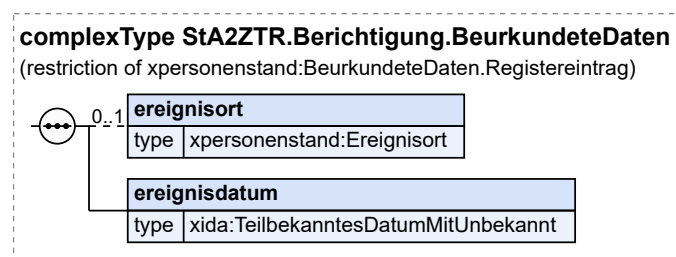 complexType StA2ZTR.Berichtigung.BeurkundeteDaten
(restriction of xpersonenstand:BeurkundeteDaten.Registereintrag)
0..1
ereignisort
type xpersonenstand:Ereignisort
ereignisdatum
type xida:TeilbekanntesDatumMitUnbekannt